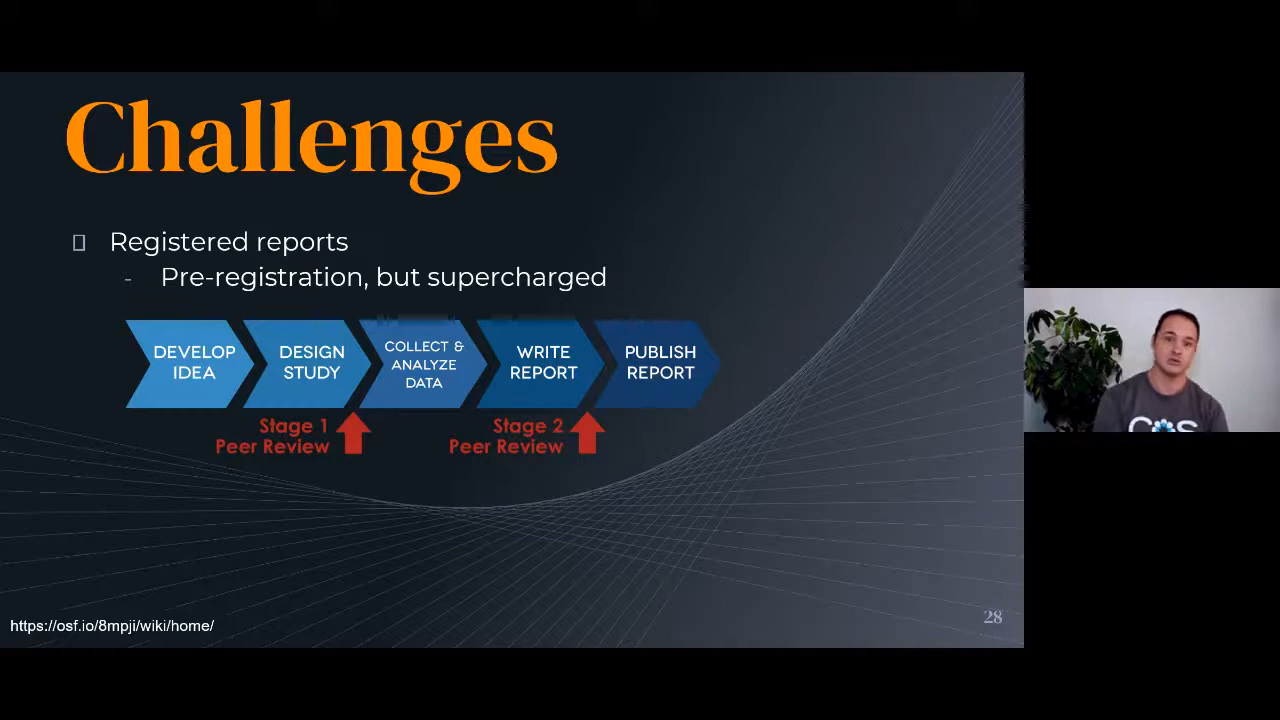 Challenges
Registered reports
- Pre-registration, but supercharged
DEVELOP
IDEA
DESIGN
STUDY
COLLECT &
ANALYZE
DATA
WRITE
REPORT
PUBLISH
REPORT
Stage 1
Peer Review
Stage 2
Peer Review
https://osf.io/8mpji/wiki/home/
28
COS